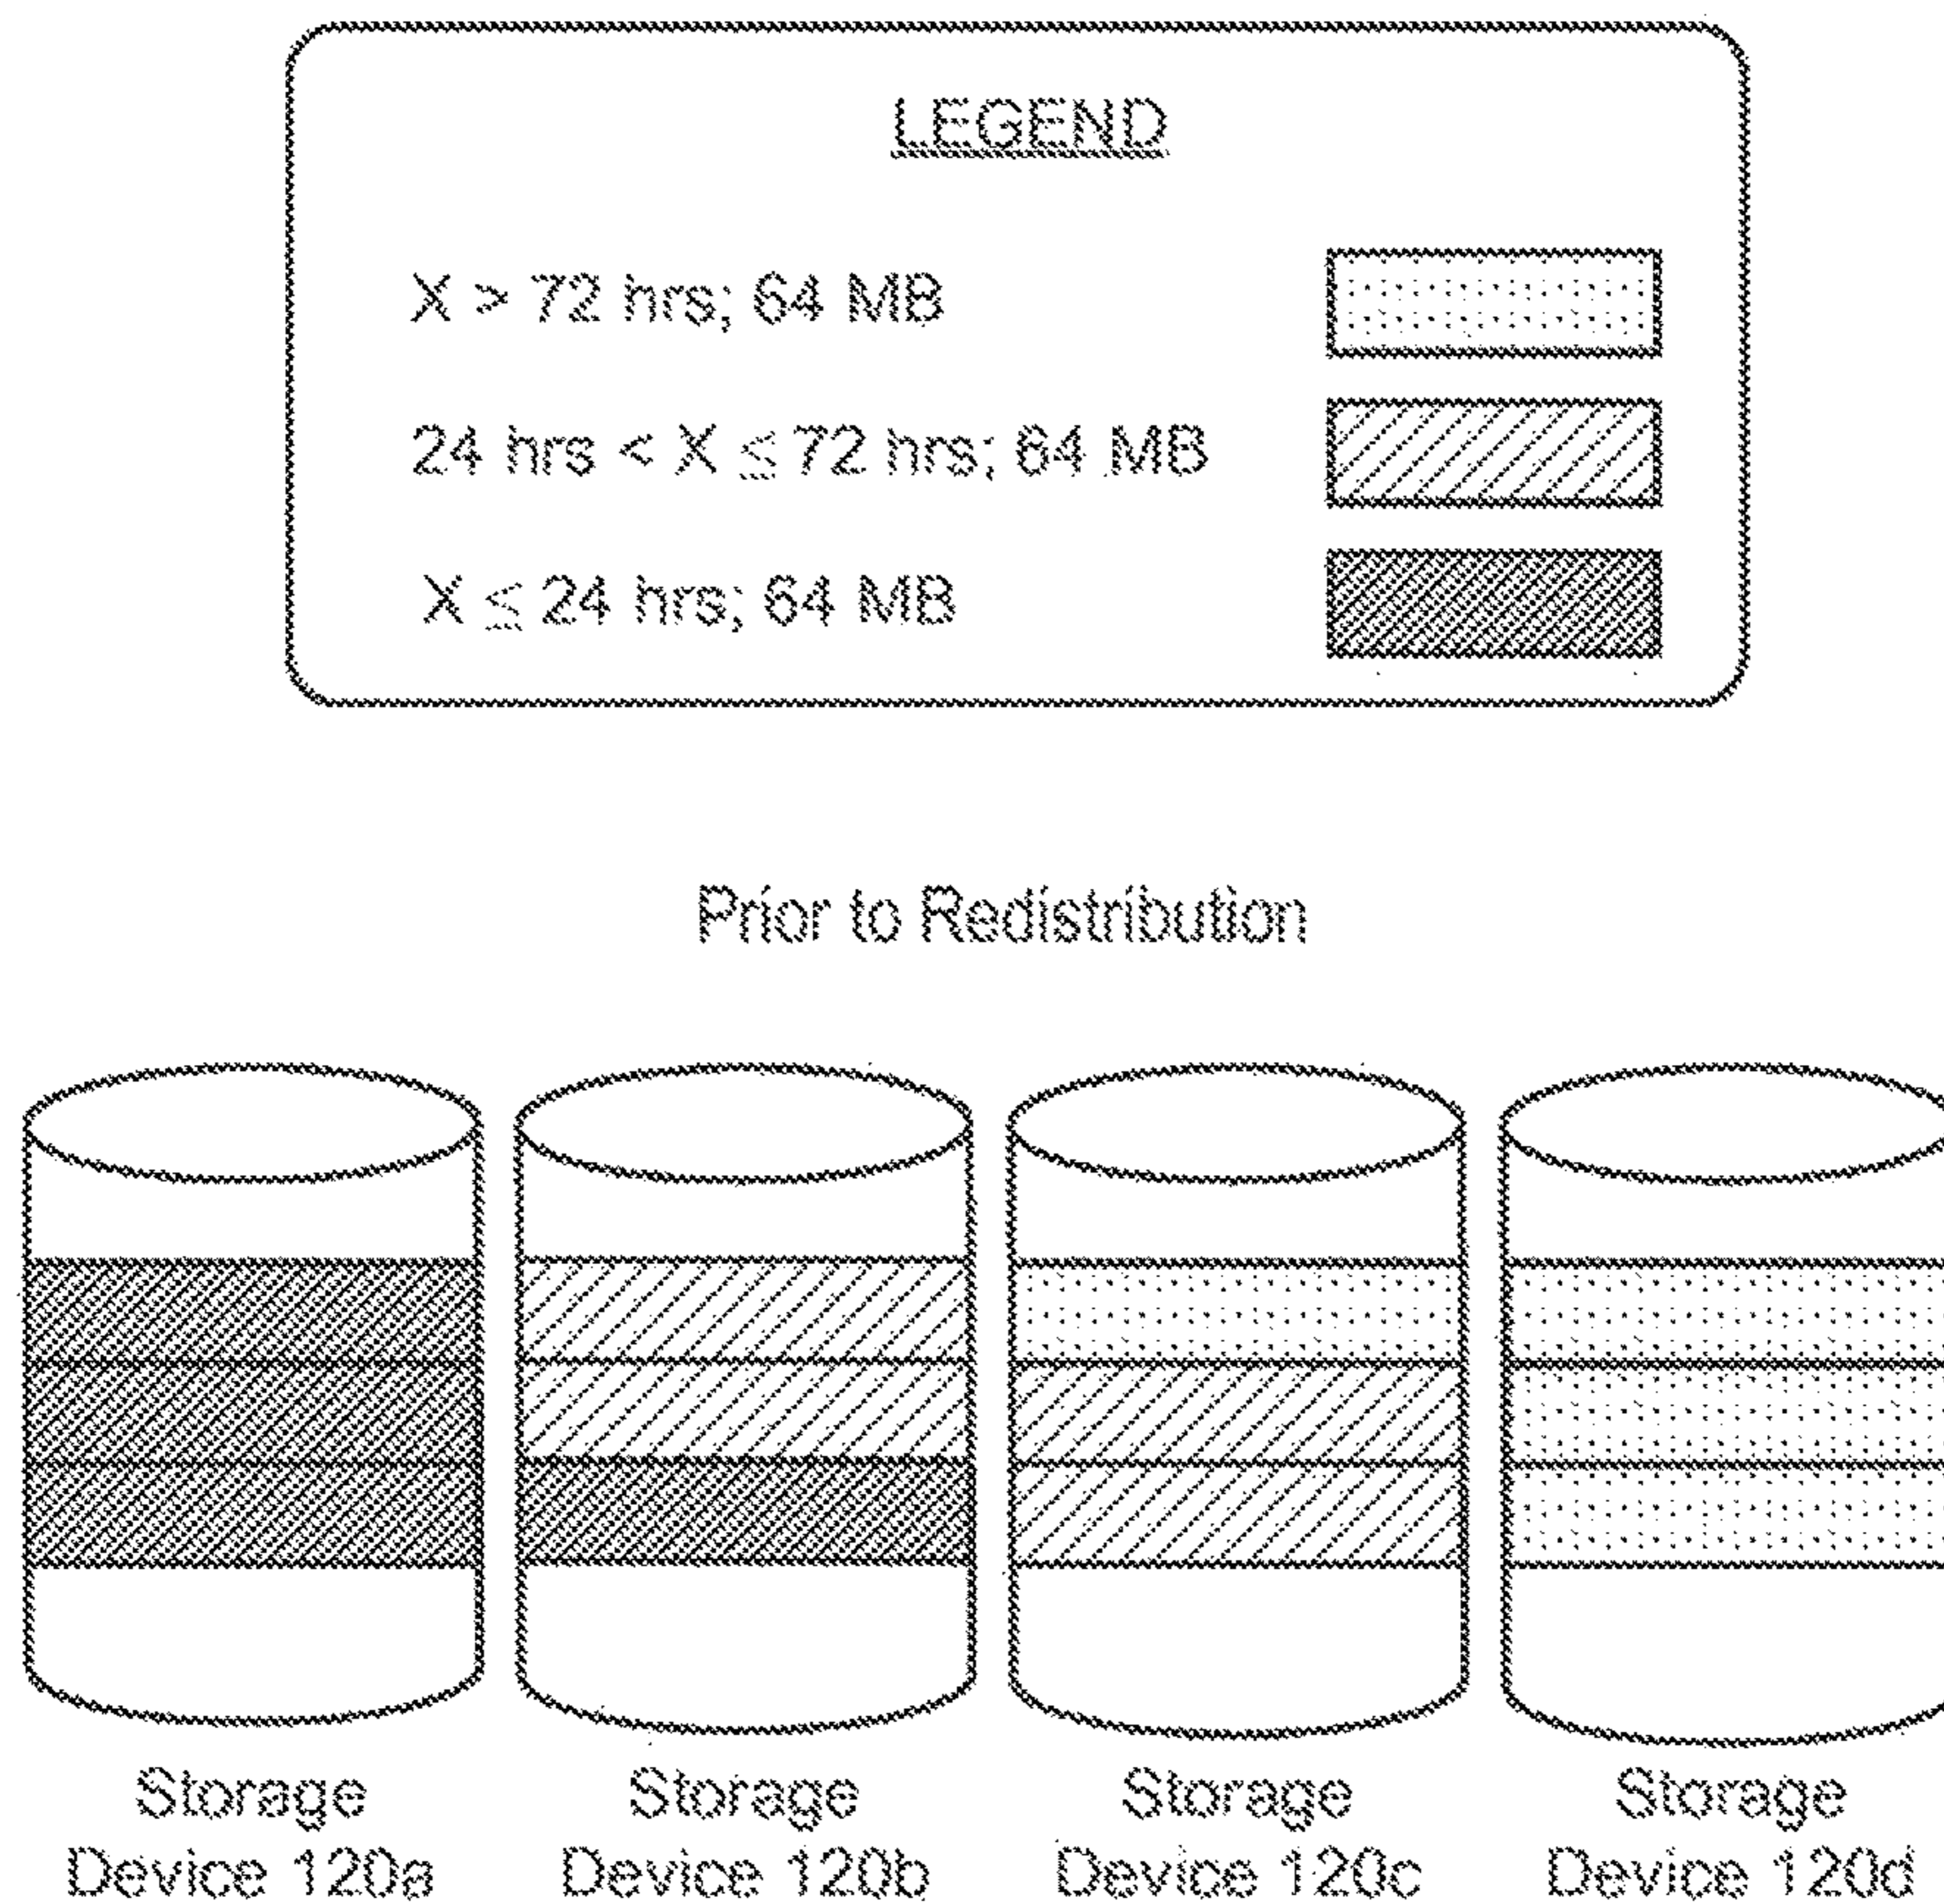 LEGEND
X > 72 hrs; 64 MB
24 hrs < X ≤ 72 hrs; 64 MB
X ≤ 24 hrs; 64 MB
Prior to Redistribution
Storage Storage Storage Storage
Device 120a Device 120b Device 120c Device 120d